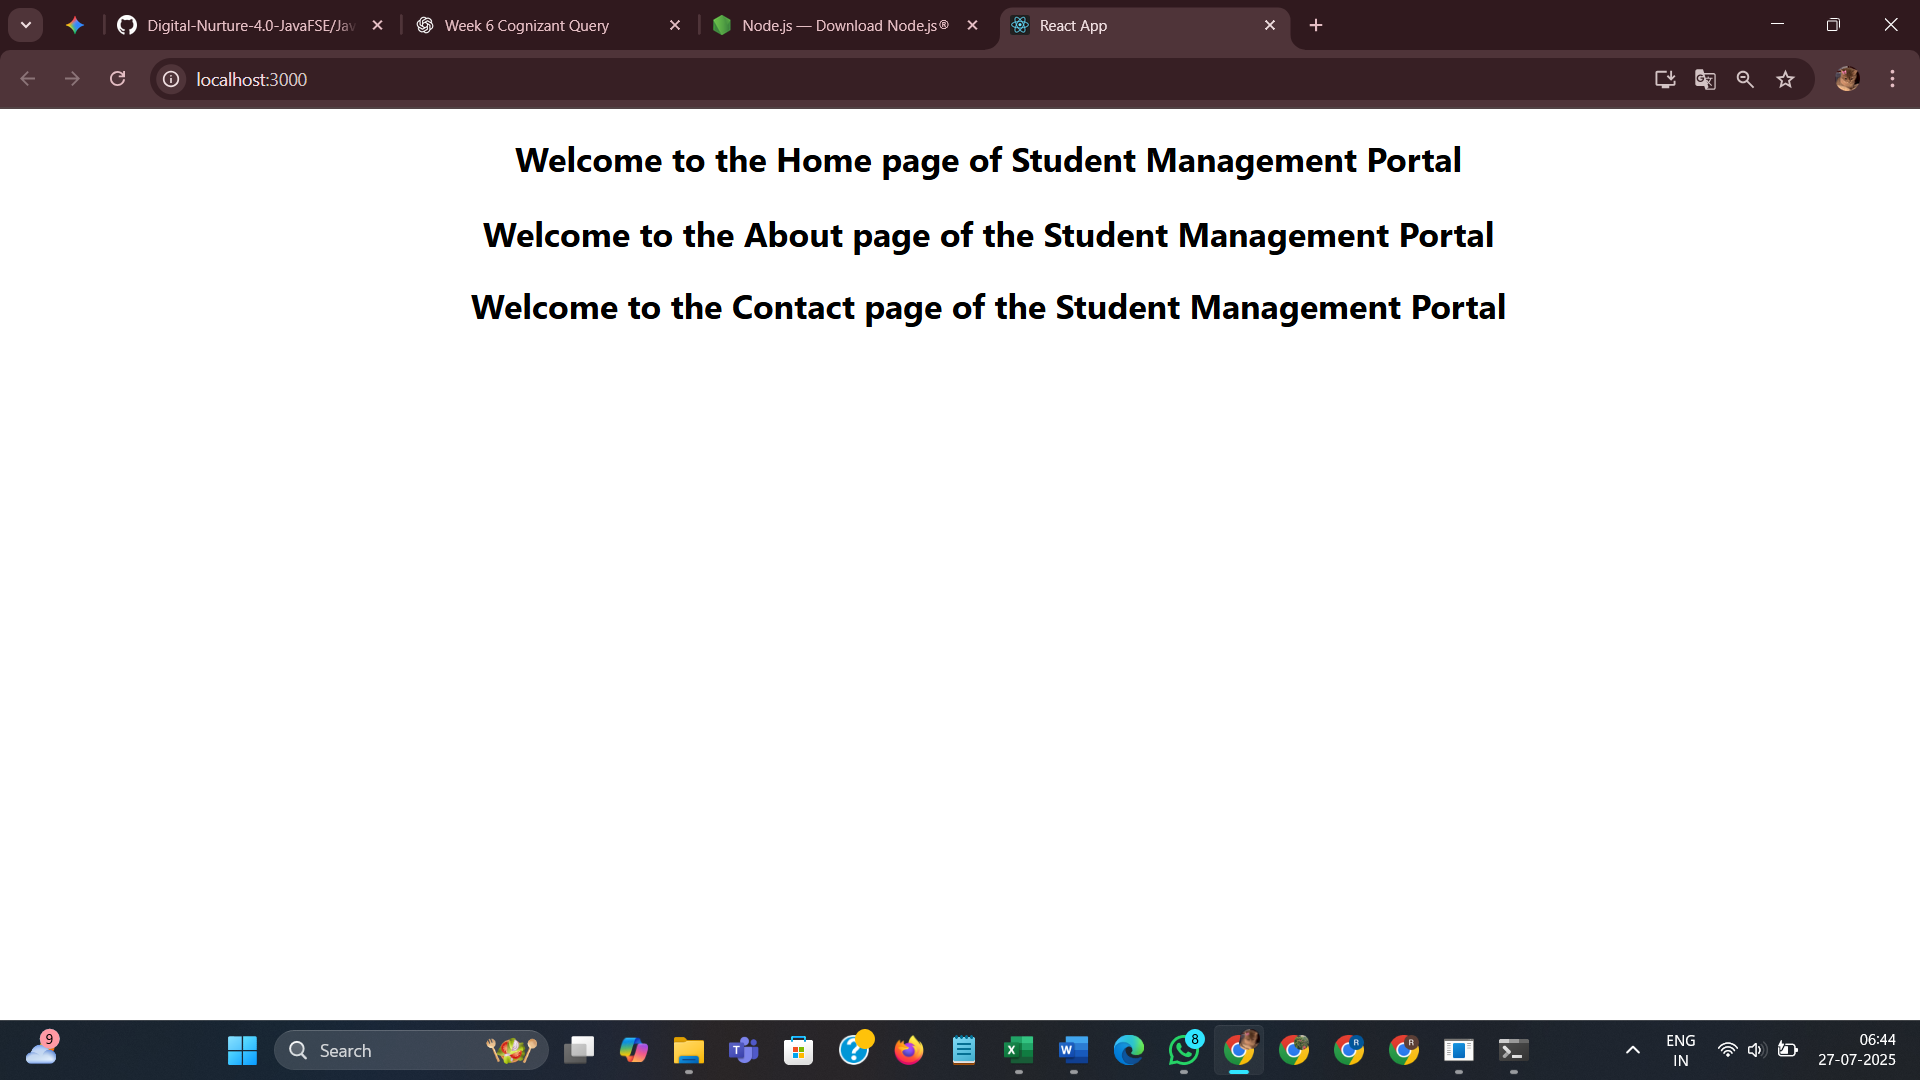 Digital-Nurture-4.0-JavaFSE/Jav
Week 6 Cognizant Query
Node.js — Download Node.js®
React App
localhost:3000
Welcome to the Home page of Student Management Portal
Welcome to the About page of the Student Management Portal
Welcome to the Contact page of the Student Management Portal
9
Search
8
R
R
ENG
IN
06:44
27-07-2025